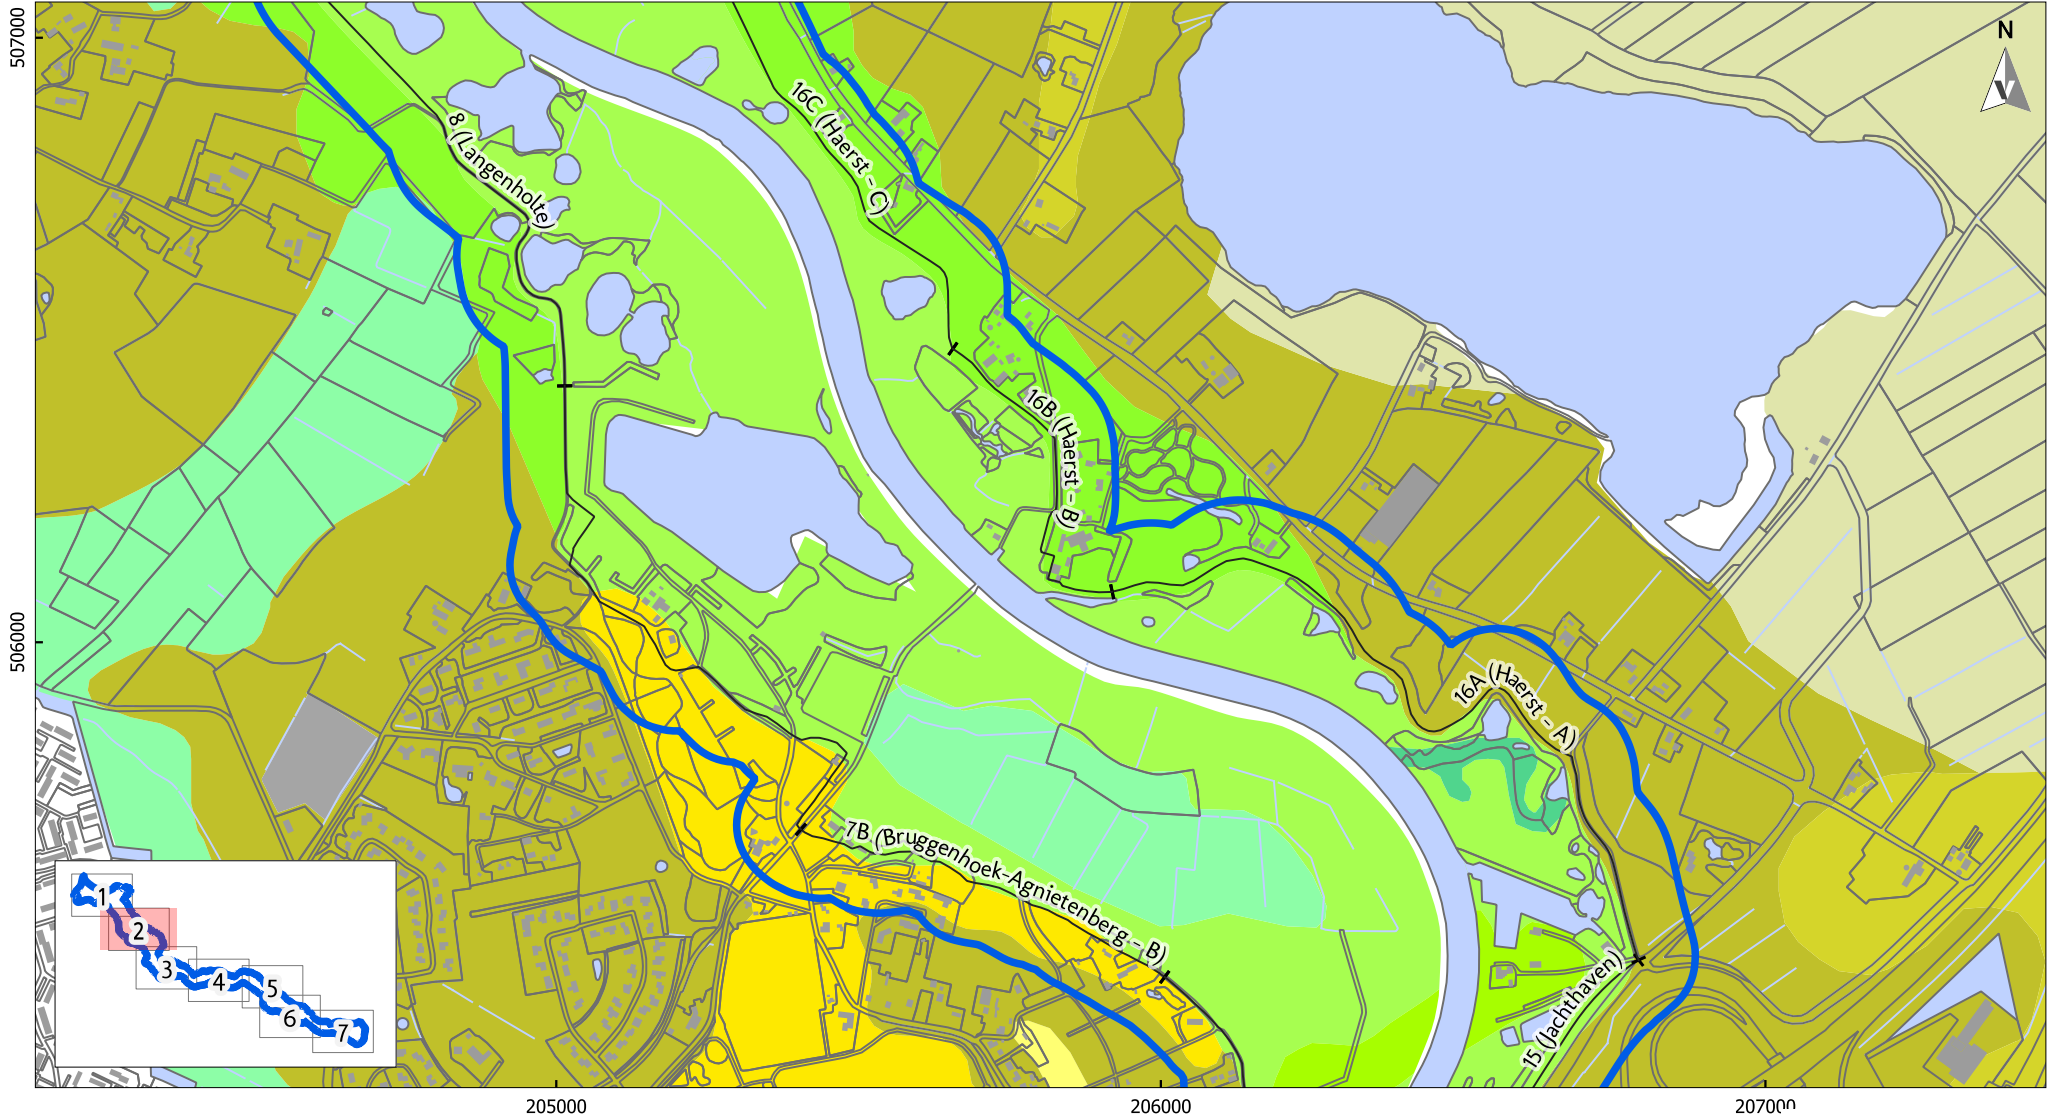 507000
N
16C (Haerst - C)
8 (Langenholte)
16B (Haerst - B)
506000
16A (Haerst - A)
7B (Bruggenhoek-Agnietenberg - B)
15 (Jachthaven)
1
2
3
4
5
6
7
205000
206000
207000